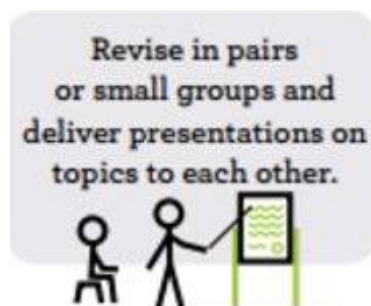 Revise in pairs
or small groups and
deliver presentations on
topics to each other.